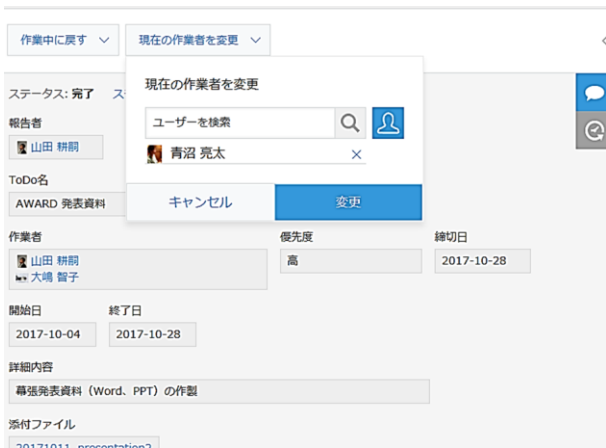 作業中に戻す 現在の作業者を変更
現在の作業者を変更
ユーザーを検索
青沼 亮太
キャンセル 変更
ステータス: 完了 ス
報告者
山田 耕嗣
ToDo名
AWARD 発表資料
作業者 優先度 締切日
山田 耕嗣 高 2017-10-28
大嶋 智子
開始日 終了日
2017-10-04 2017-10-28
詳細内容
幕張発表資料（Word、PPT）の作製
添付ファイル
20171011_presentation2